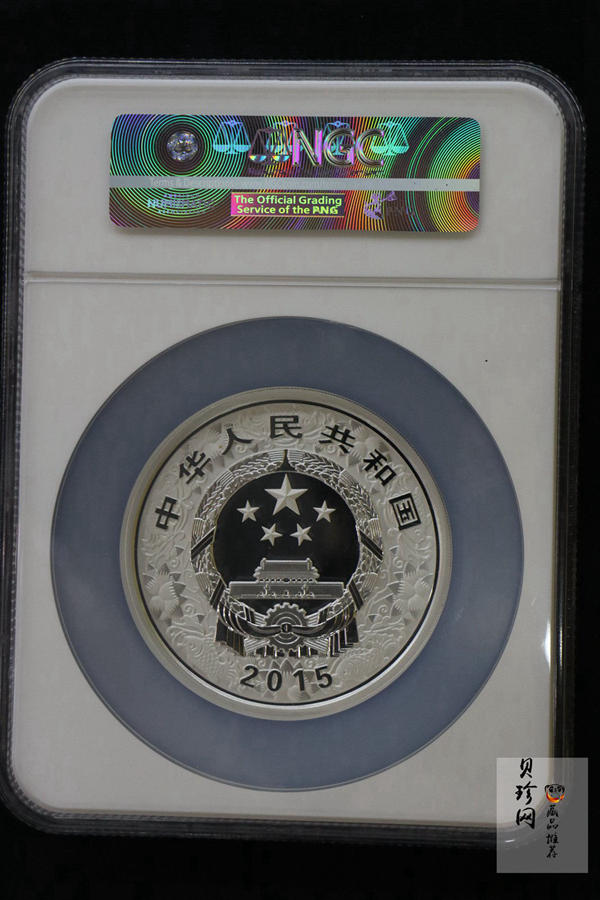 NGC
The Official Grading
Service of the PNG
中华人民共和国
2015
贝珍网
藏品推荐